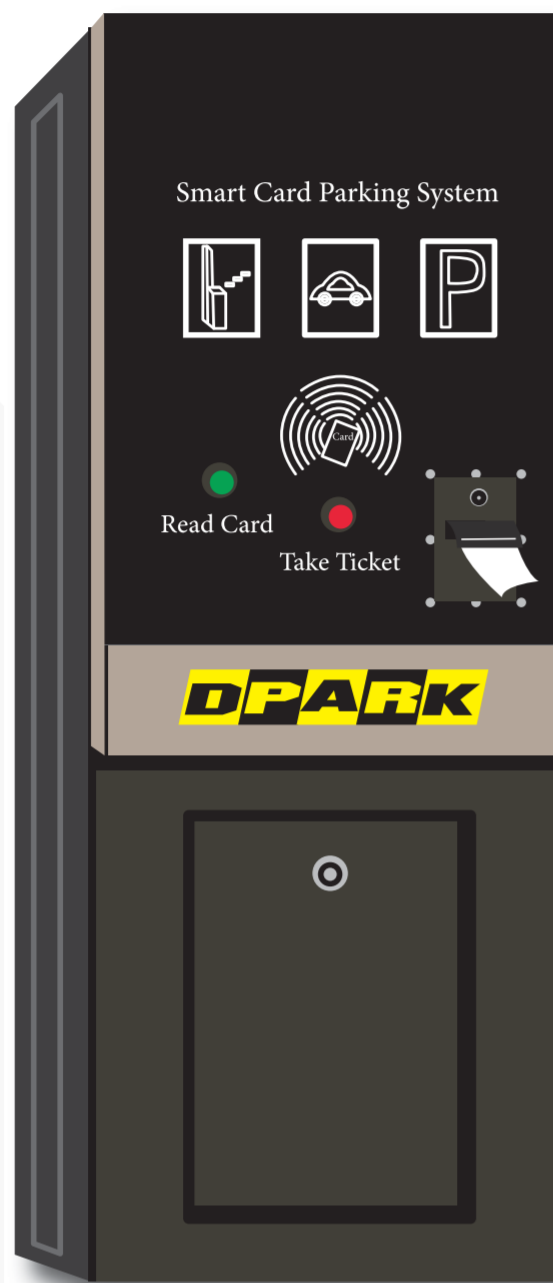 Smart Card Parking System
P
Card
Read Card
Take Ticket
DPARK